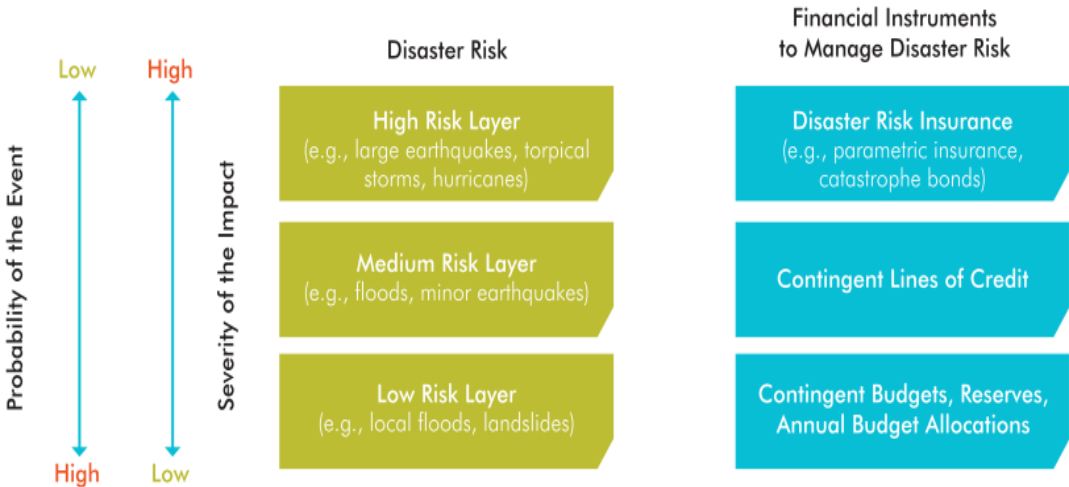 Probability of the Event
Low
High
High
Low
Severity of the Impact
Disaster Risk
High Risk Layer
(e.g., large earthquakes, torpical
storms, hurricanes)
Medium Risk Layer
(e.g., floods, minor earthquakes)
Low Risk Layer
(e.g., local floods, landslides)
Financial Instruments
to Manage Disaster Risk
Disaster Risk Insurance
(e.g., parametric insurance,
catastrophe bonds)
Contingent Lines of Credit
Contingent Budgets, Reserves,
Annual Budget Allocations